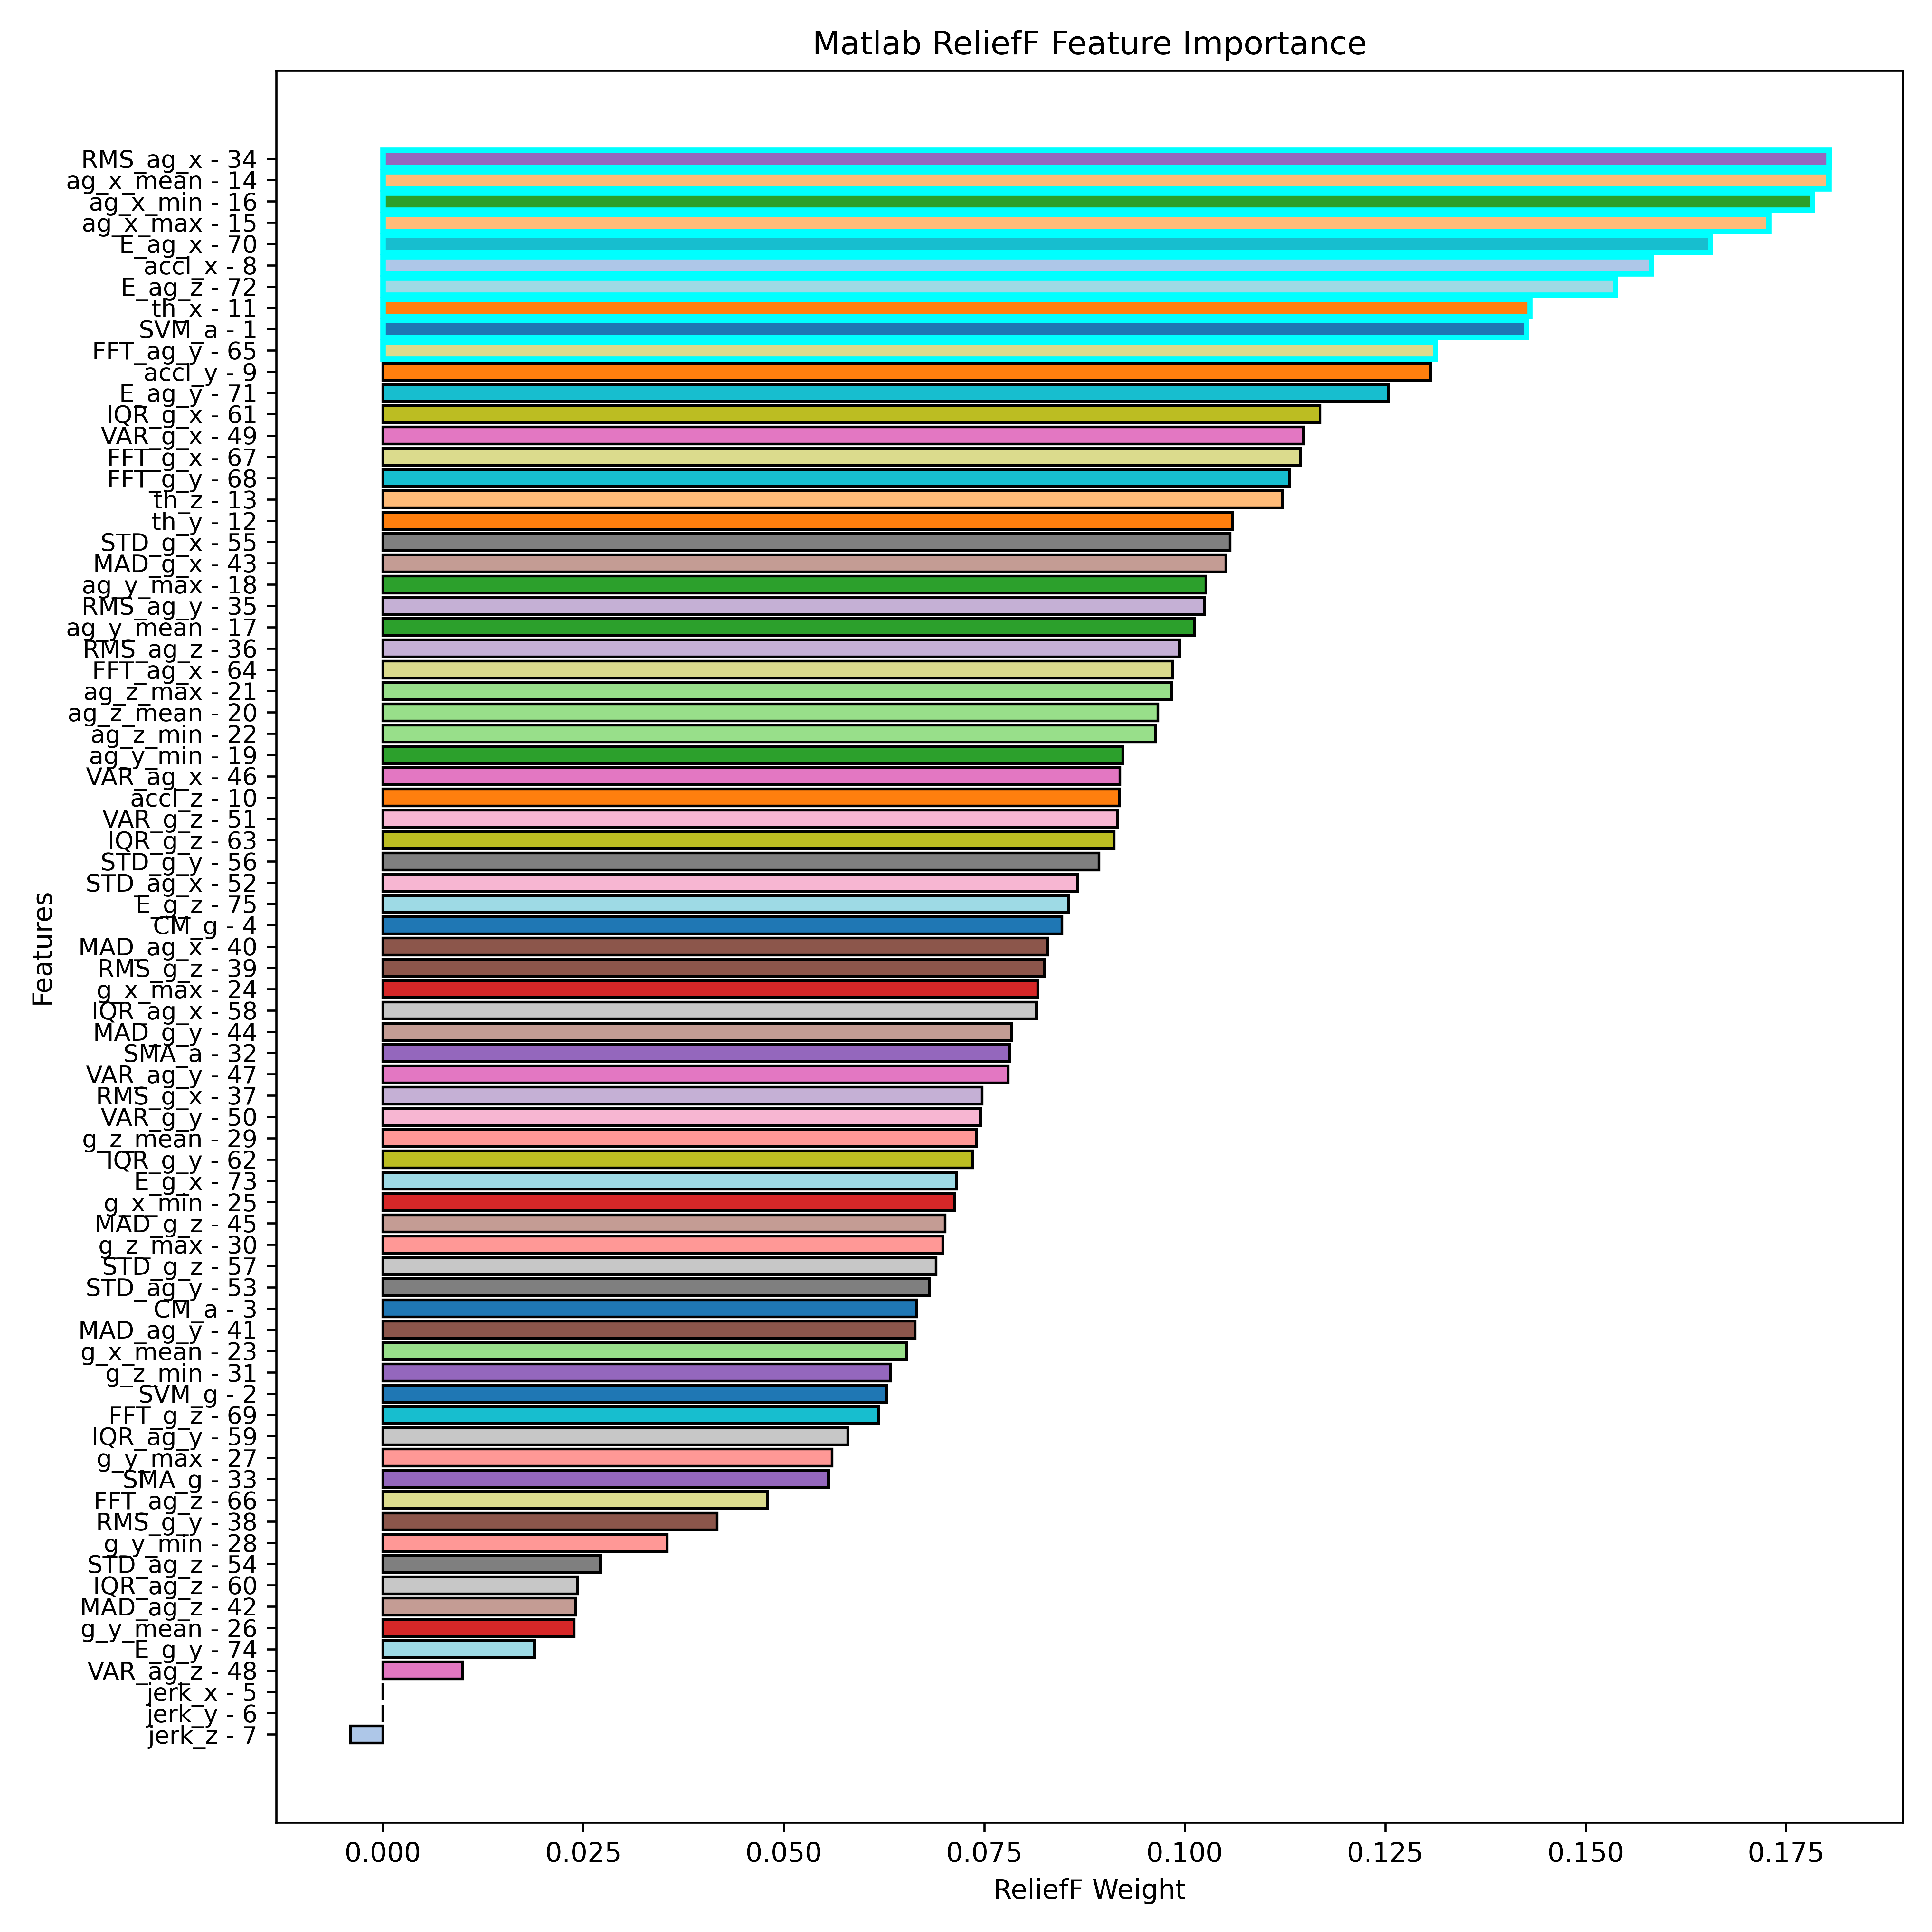 Matlab ReliefF Feature Importance
RMS_ag_x - 34
ag_x_mean - 14
ag_x_min - 16
ag_x_max - 15
E_ag_x - 70
accl_x - 8
E_ag_z - 72
th_x - 11
SVM_a - 1
FFT_ag_y - 65
accl_y - 9
E_ag_y - 71
IQR_g_x - 61
VAR_g_x - 49
FFT_g_x - 67
FFT_g_y - 68
th_z - 13
th_y - 12
STD_g_x - 55
MAD_g_x - 43
ag_y_max - 18
RMS_ag_y - 35
ag_y_mean - 17
RMS_ag_z - 36
FFT_ag_x - 64
ag_z_max - 21
ag_z_mean - 20
ag_z_min - 22
ag_y_min - 19
VAR_ag_x - 46
accl_z - 10
VAR_g_z - 51
IQR_g_z - 63
STD_g_y - 56
STD_ag_x - 52
E_g_z - 75
CM_g - 4
MAD_ag_x - 40
RMS_g_z - 39
g_x_max - 24
IQR_ag_x - 58
MAD_g_y - 44
SMA_a - 32
VAR_ag_y - 47
RMS_g_x - 37
VAR_g_y - 50
g_z_mean - 29
IQR_g_y - 62
E_g_x - 73
g_x_min - 25
MAD_g_z - 45
g_z_max - 30
STD_g_z - 57
STD_ag_y - 53
CM_a - 3
MAD_ag_y - 41
g_x_mean - 23
g_z_min - 31
SVM_g - 2
FFT_g_z - 69
IQR_ag_y - 59
g_y_max - 27
SMA_g - 33
FFT_ag_z - 66
RMS_g_y - 38
g_y_min - 28
STD_ag_z - 54
IQR_ag_z - 60
MAD_ag_z - 42
g_y_mean - 26
E_g_y - 74
VAR_ag_z - 48
jerk_x - 5
jerk_y - 6
jerk_z - 7
Features
0.000 0.025 0.050 0.075 0.100 0.125 0.150 0.175
ReliefF Weight